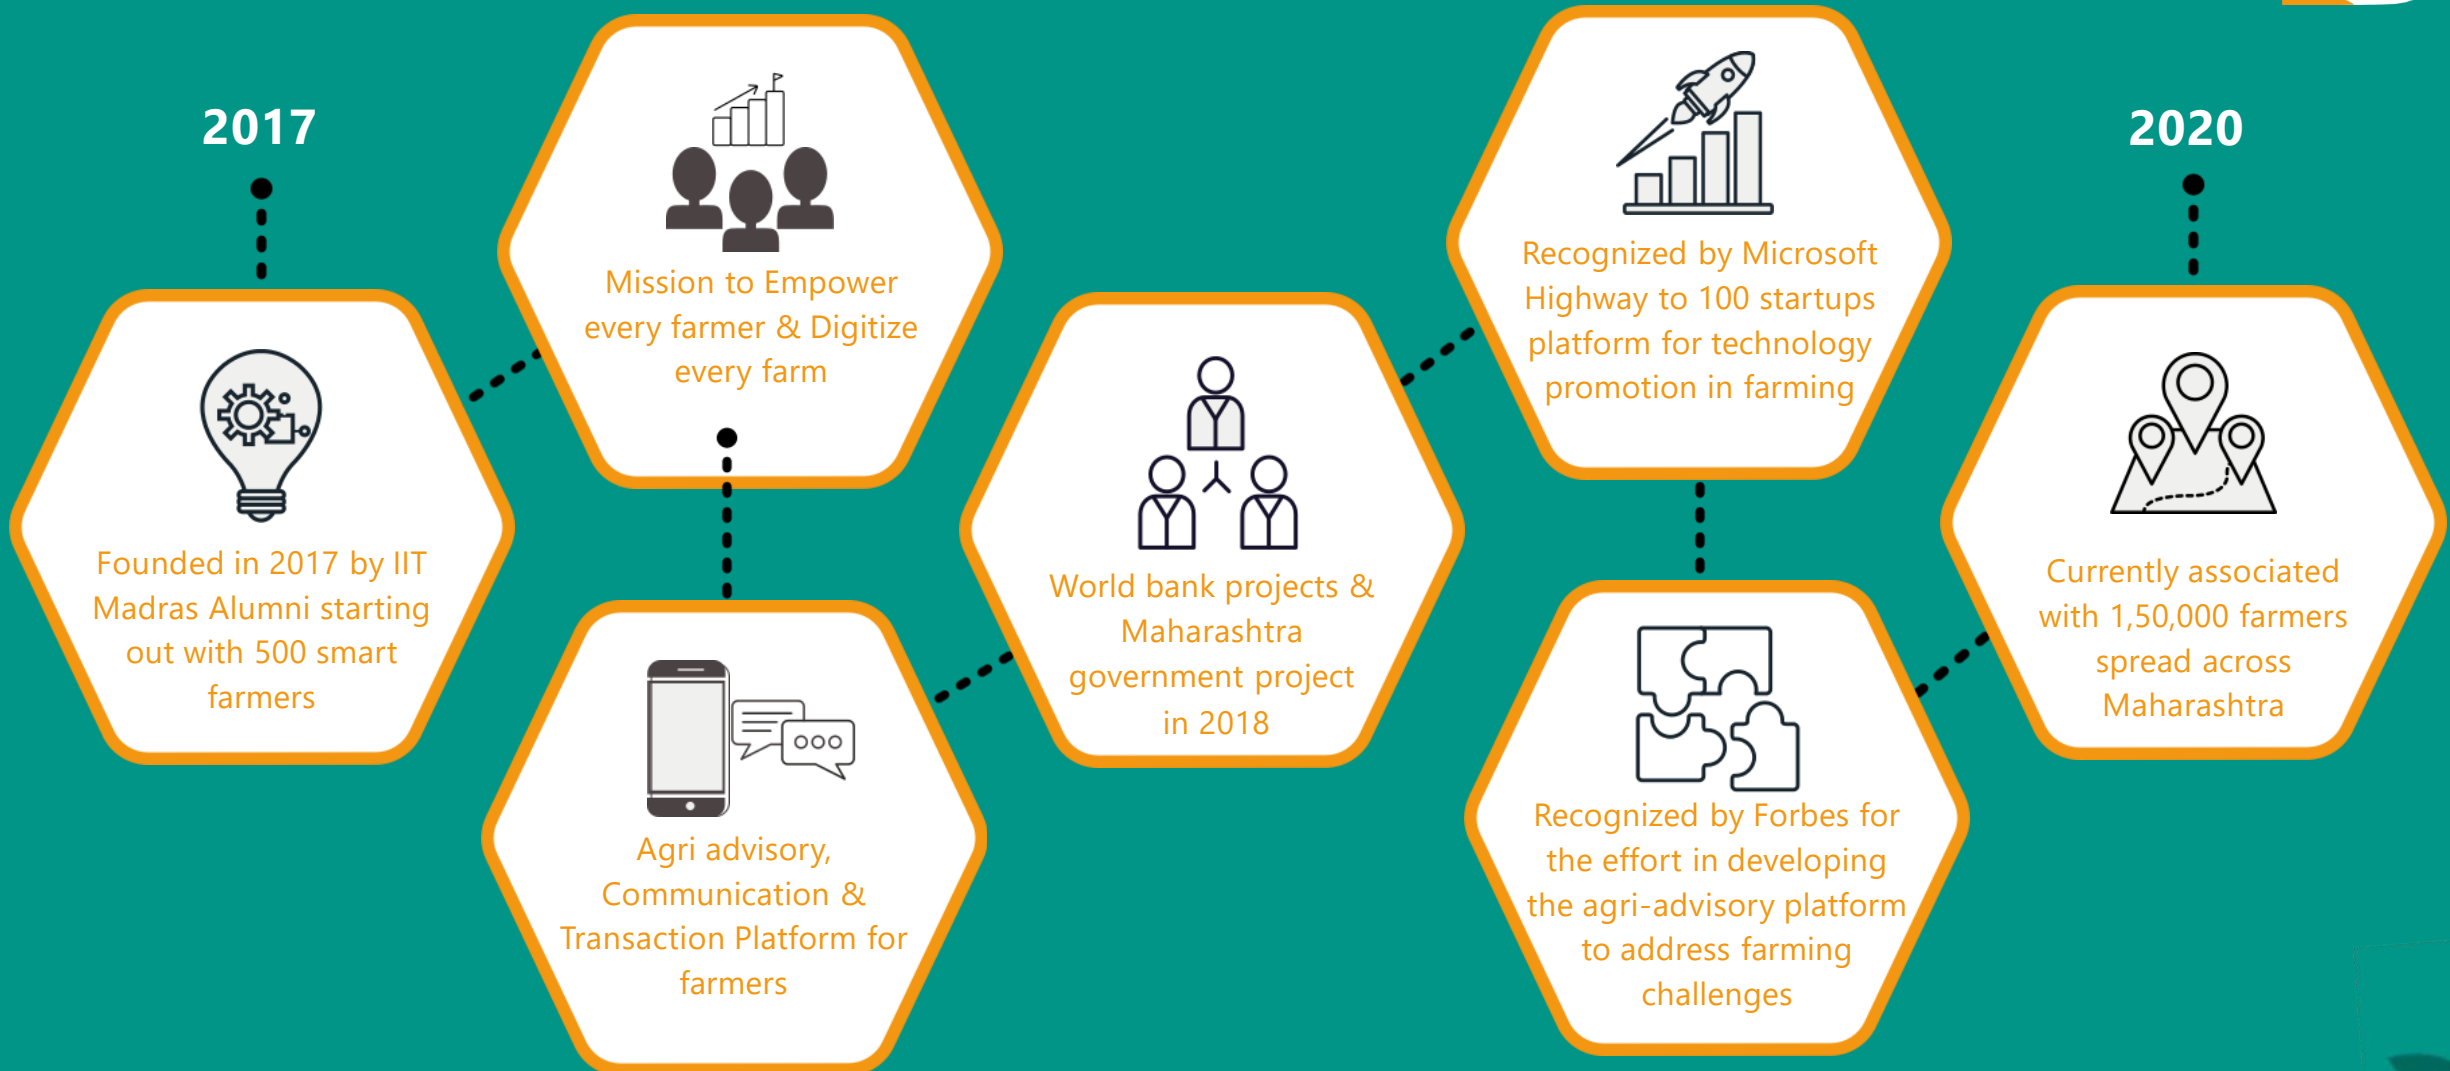 2017
Founded in 2017 by IIT
Madras Alumni starting
out with 500 smart
farmers
Mission to Empower
every farmer & Digitize
every farm
Agri advisory,
Communication &
Transaction Platform for
farmers
World bank projects &
Maharashtra
government project
in 2018
Recognized by Microsoft
Highway to 100 startups
platform for technology
promotion in farming
Recognized by Forbes for
the effort in developing
the agri-advisory platform
to address farming
challenges
2020
Currently associated
with 1,50,000 farmers
spread across
Maharashtra